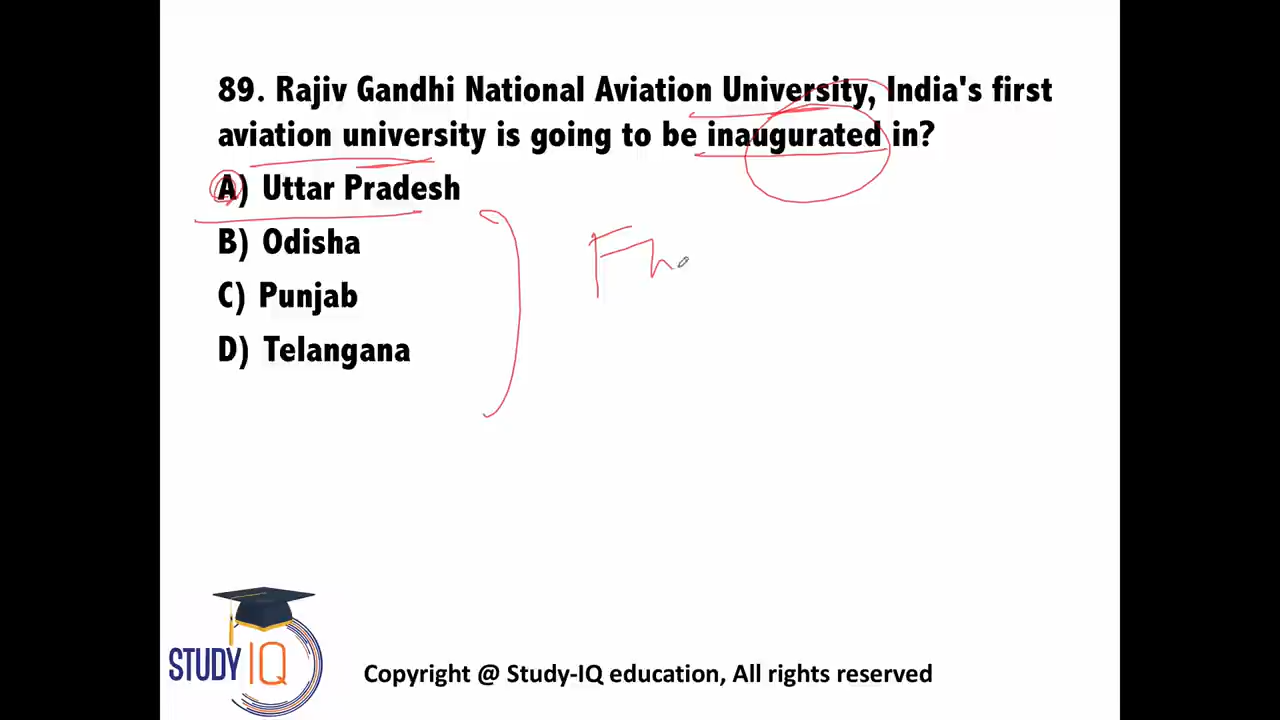 89. Rajiv Gandhi National Aviation University, India's first
aviation university is going to be inaugurated in?
A) Uttar Pradesh
B) Odisha
C) Punjab
D) Telangana
STUDY IQ
Copyright @ Study-IQ education, All rights reserved